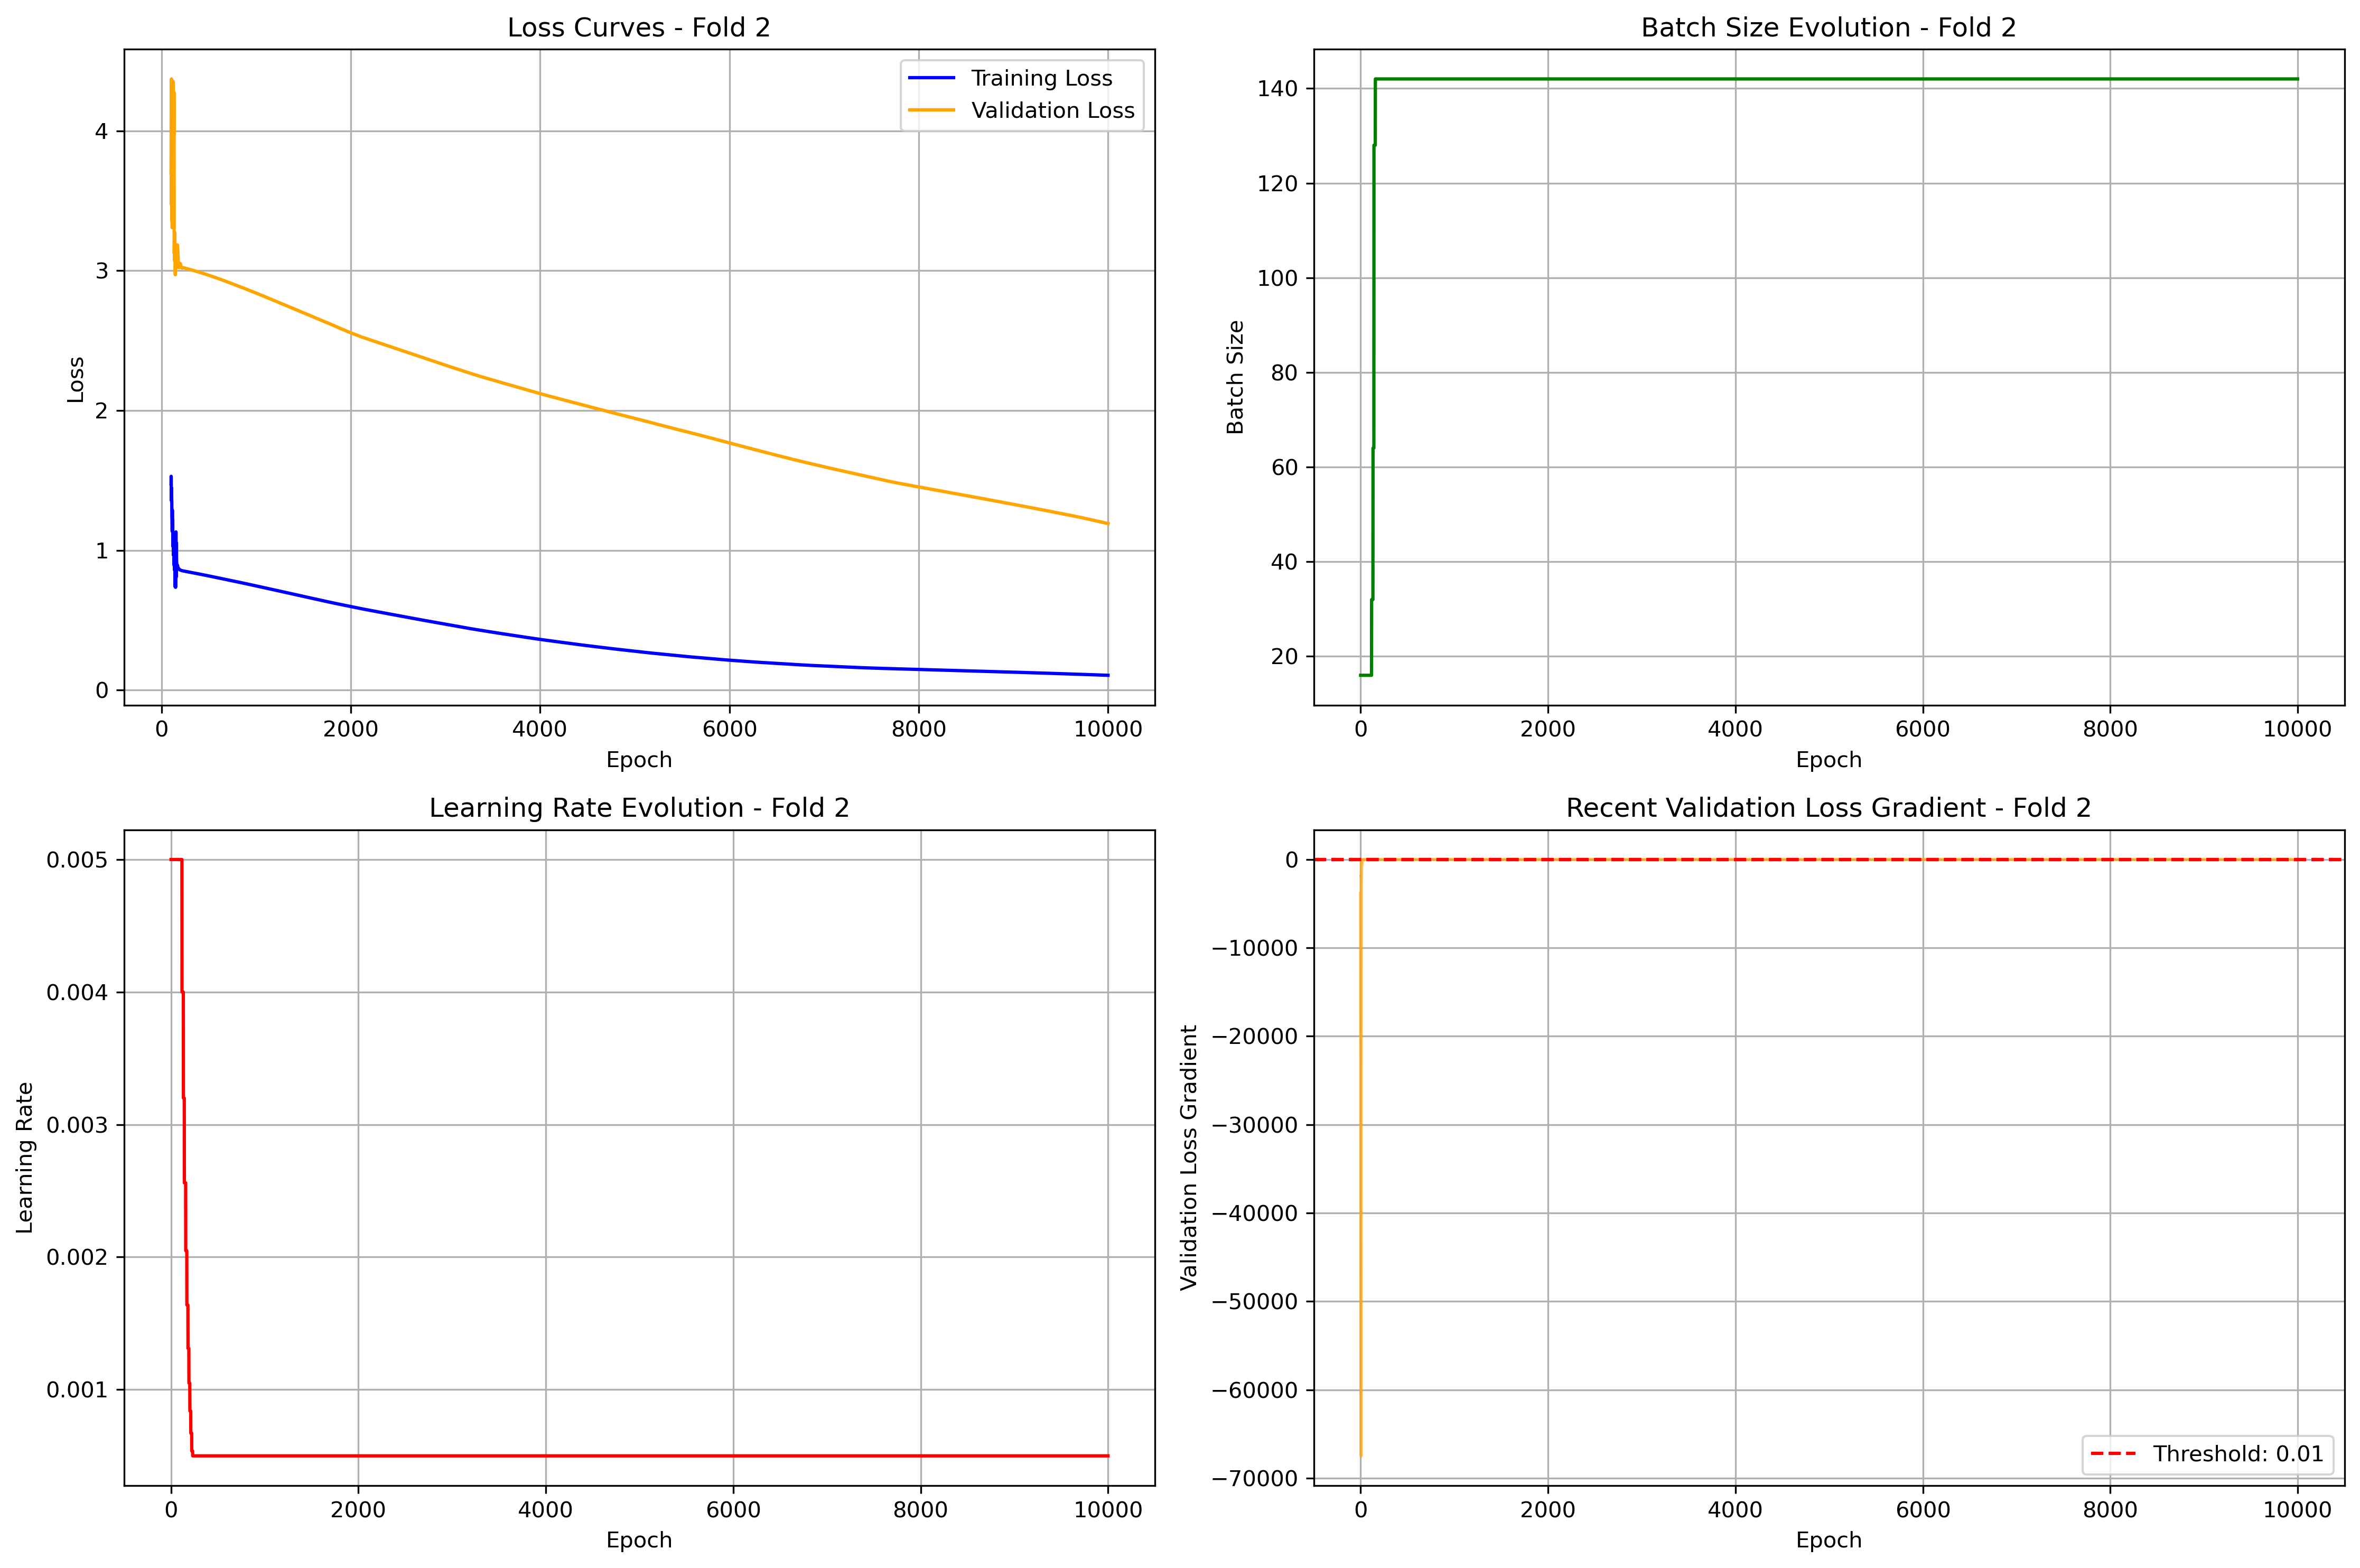 Loss Curves - Fold 2
Training Loss
Validation Loss
Loss
4
3
2
1
0
0 2000 4000 6000 8000 10000
Epoch
Batch Size Evolution - Fold 2
Batch Size
140
120
100
80
60
40
20
0 2000 4000 6000 8000 10000
Epoch
Learning Rate Evolution - Fold 2
Learning Rate
0.005
0.004
0.003
0.002
0.001
0 2000 4000 6000 8000 10000
Epoch
Recent Validation Loss Gradient - Fold 2
Validation Loss Gradient
0
−10000
−20000
−30000
−40000
−50000
−60000
−70000
Threshold: 0.01
0 2000 4000 6000 8000 10000
Epoch